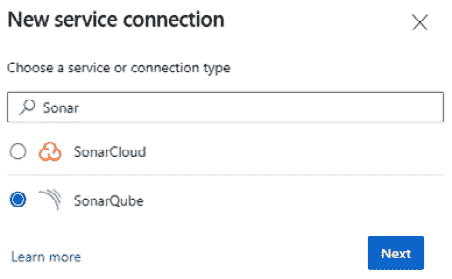 New service connection
Choose a service or connection type
Sonar
SonarCloud
SonarQube
Learn more
Next